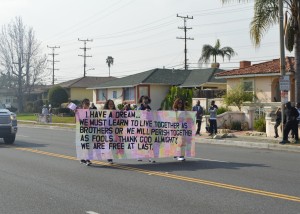 I HAVE A DREAM...
WE MUST LEARN TO LIVE TOGETHER AS
BROTHERS OR WE WILL PERISH TOGETHER
AS FOOLS. THANK GOD ALMIGHTY
WE ARE FREE AT LAST.